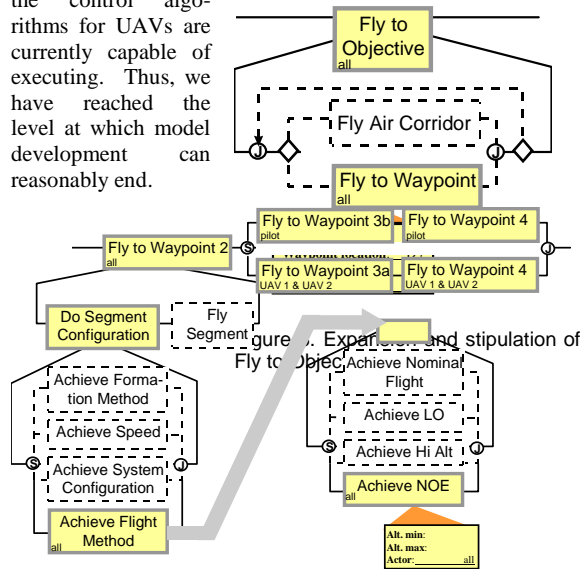 the control algo-
rithms for UAVs are
currently capable of
executing. Thus, we
have reached the
level at which model
development can
reasonably end.
Fly to
Objective
all
J
Fly Air Corridor
J
Fly to Waypoint
all
Fly to Waypoint 2
all
S
Fly to Waypoint 3b
pilot
Fly to Waypoint 4
pilot
Fly to Waypoint 3a
UAV 1 & UAV 2
Fly to Waypoint 4
UAV 1 & UAV 2
J
Do Segment
Configuration
Fly
Segment
and stipulation of
Fly to
Achieve Forma-
tion Method
Achieve Speed
S
J
Achieve System
Configuration
Achieve Flight
Method
all
Achieve Nominal
Flight
Achieve LO
S
J
Achieve Hi Alt
Achieve NOE
all
Alt. min:
Alt. max:
Actor: all